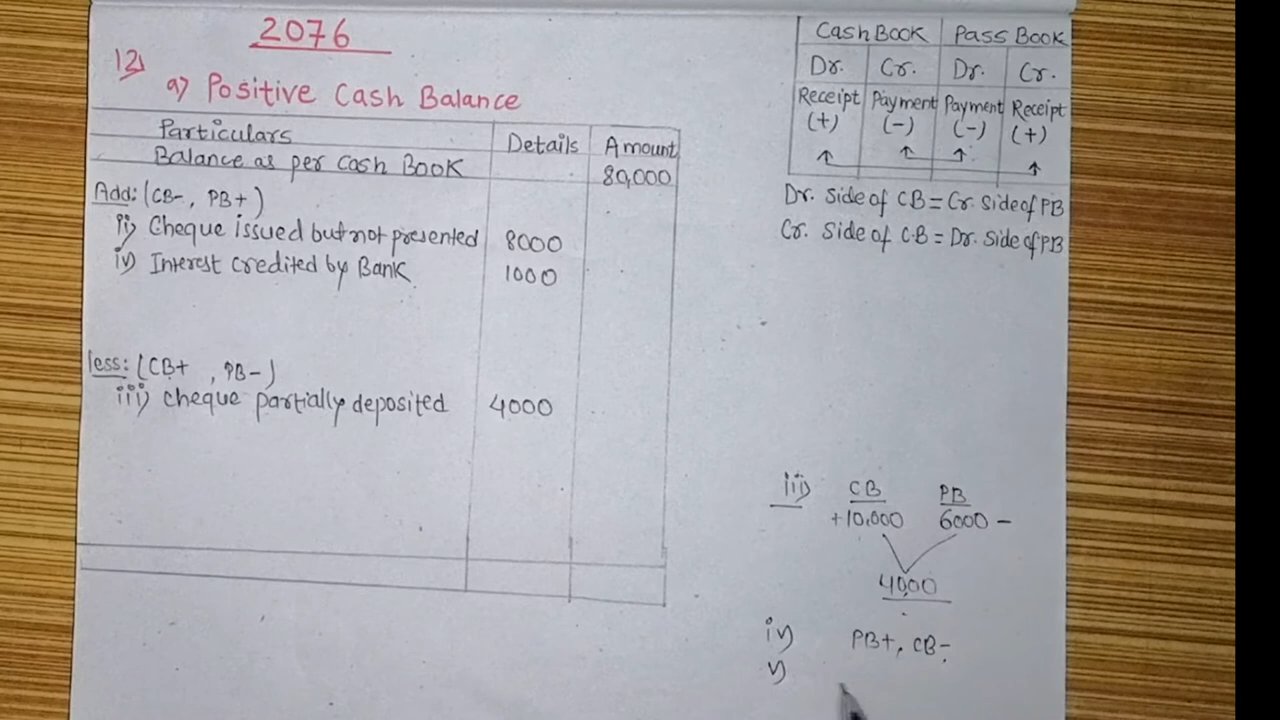 2076
12)
a) Positive Cash Balance
Particulars Details Amount
Balance as per Cash Book 80,000
Add: (CB-, PB+)
ii) Cheque issued but not presented 8000
iv) Interest credited by Bank 1000
less: (CB+ , PB-)
iii) cheque partially deposited 4000
Cash Book Pass Book
Dr. Cr. Dr. Cr.
Receipt Payment Payment Receipt
(+) (-) (-) (+)
Dr. Side of CB = Cr. Side of PB
Cr. Side of CB = Dr. Side of PB
iii) CB PB
+10,000 6000 -
4000
iv) PB+, CB-
v)